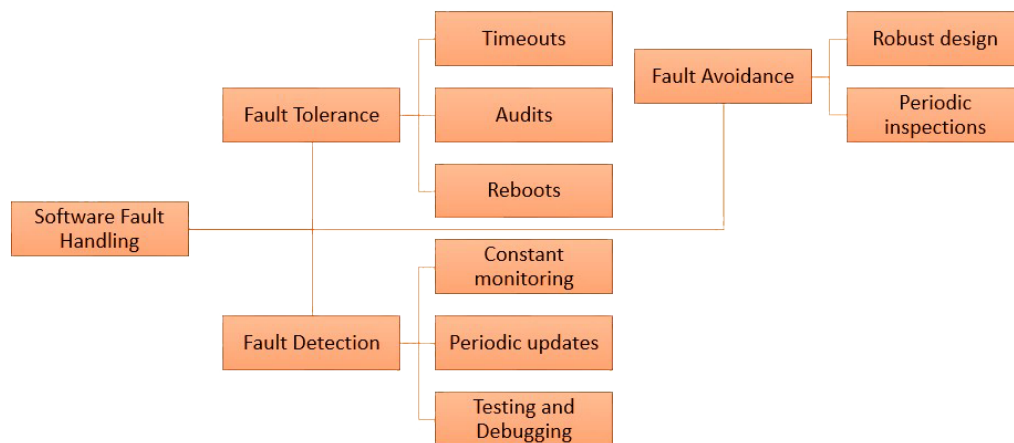 Software Fault
Handling
Fault Tolerance
Timeouts
Audits
Reboots
Fault Detection
Constant
monitoring
Periodic updates
Testing and
Debugging
Fault Avoidance
Robust design
Periodic
inspections